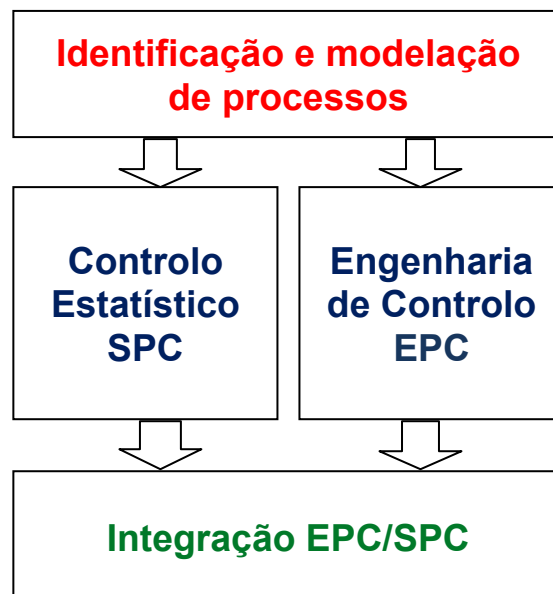 Identificação e modelação
de processos
Controlo
Estatístico
SPC
Engenharia
de Controlo
EPC
Integração EPC/SPC